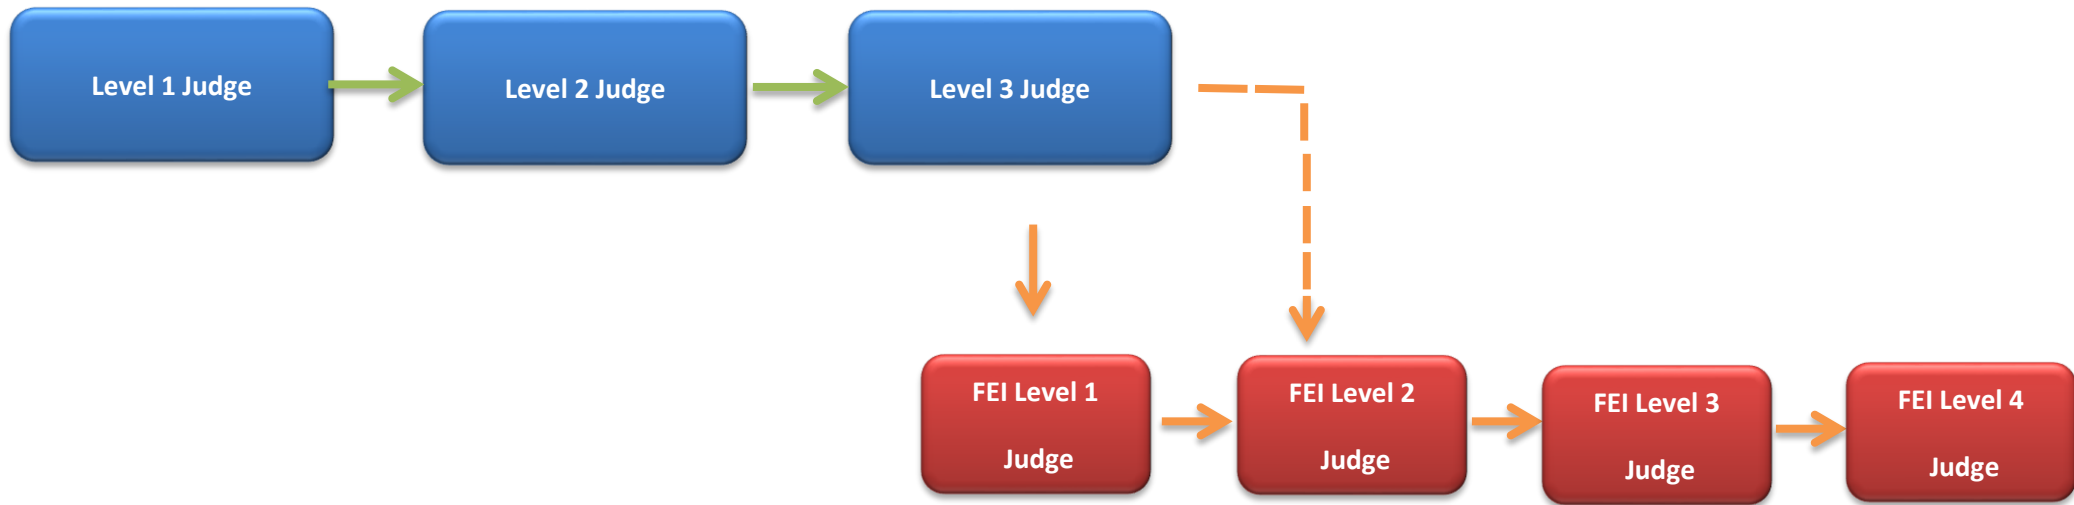 Level 1 Judge
Level 2 Judge
Level 3 Judge
FEI Level 1
Judge
FEI Level 2
Judge
FEI Level 3
Judge
FEI Level 4
Judge